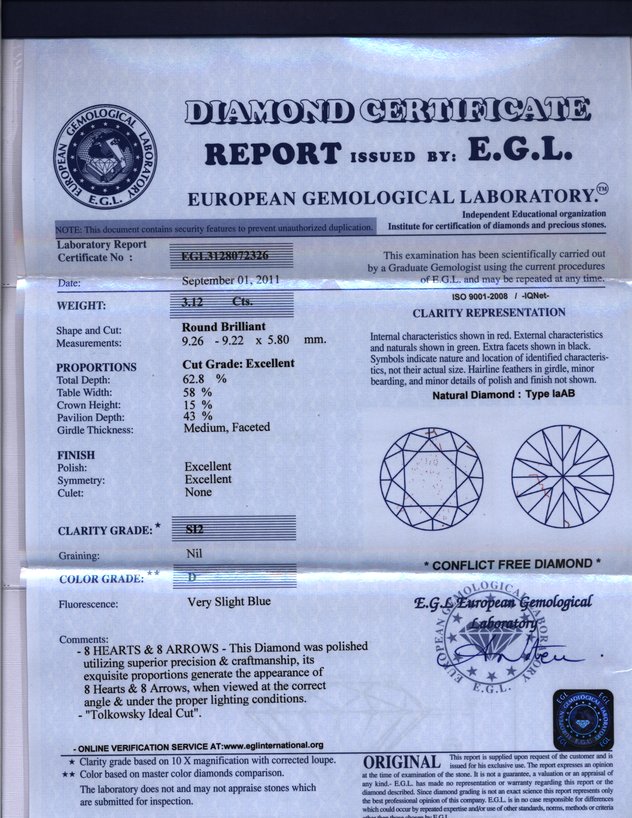 DIAMOND CERTIFICATE
REPORT ISSUED BY: E.G.L.
EUROPEAN GEMOLOGICAL LABORATORY.™
EUROPEAN GEMOLOGICAL LABORATORY
E.G.L.
Independent Educational organization
Institute for certification of diamonds and precious stones.
NOTE: This document contains security features to prevent unauthorized duplication.
Laboratory Report
Certificate No : EGL3128072326
Date: September 01, 2011
WEIGHT: 3.12 Cts.
Shape and Cut: Round Brilliant
Measurements: 9.26 - 9.22 x 5.80 mm.
PROPORTIONS Cut Grade: Excellent
Total Depth: 62.8 %
Table Width: 58 %
Crown Height: 15 %
Pavilion Depth: 43 %
Girdle Thickness: Medium, Faceted
FINISH
Polish: Excellent
Symmetry: Excellent
Culet: None
CLARITY GRADE:* SI2
Graining: Nil
COLOR GRADE:** D
Fluorescence: Very Slight Blue
Comments:
- 8 HEARTS & 8 ARROWS - This Diamond was polished
utilizing superior precision & craftmanship, its
exquisite proportions generate the appearance of
8 Hearts & 8 Arrows, when viewed at the correct
angle & under the proper lighting conditions.
- "Tolkowsky Ideal Cut".
- ONLINE VERIFICATION SERVICE AT:www.eglinternational.org
★ Clarity grade based on 10 X magnification with corrected loupe.
★★ Color based on master color diamonds comparison.
The laboratory does not and may not appraise stones which
are submitted for inspection.
This examination has been scientifically carried out
by a Graduate Gemologist using the current procedures
of E.G.L. and may be repeated at any time.
ISO 9001-2008 / -IQNet-
CLARITY REPRESENTATION
Internal characteristics shown in red. External characteristics
and naturals shown in green. Extra facets shown in black.
Symbols indicate nature and location of identified characteris-
tics, not their actual size. Hairline feathers in girdle, minor
bearding, and minor details of polish and finish not shown.
Natural Diamond : Type IaAB
* CONFLICT FREE DIAMOND *
E.G.L European Gemological
Laboratory
EUROPEAN GEMOLOGICAL LABORATORY
E.G.L.
EGL EGL
EGL EGL
ORIGINAL This report is supplied upon request of the customer and is
issued for his exclusive use. The report expresses an opinion
at the time of examination of the stone. It is not a guarantee, a valuation or an appraisal of
any kind.- E.G.L. has made no representation or warranty regarding this report or the
diamond described. Since diamond grading is not an exact science this report represents only
the best professional opinion of this company. E.G.L. is in no case responsible for differences
which could occur by repeated expertise and/or use of other standards, norms, methods or criteria